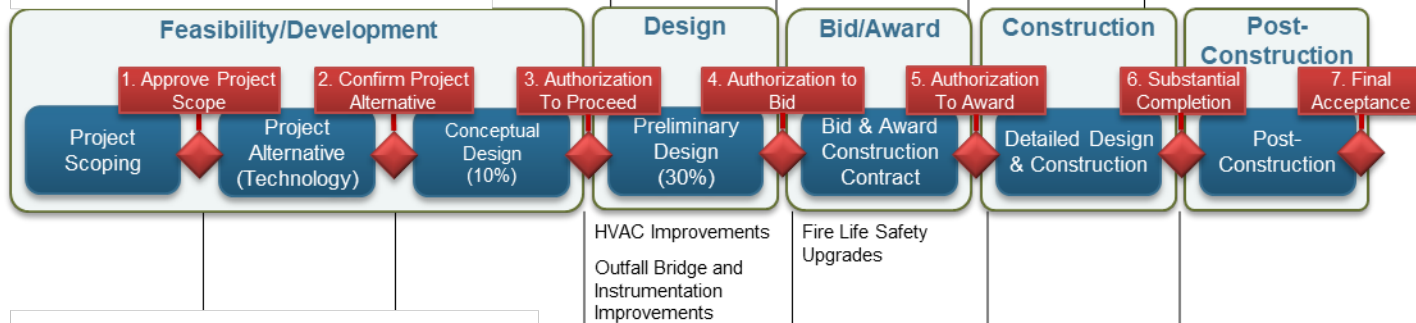 Feasibility/Development
Design
Bid/Award
Construction
Post-
Construction
1. Approve Project
Scope
2. Confirm Project
Alternative
3. Authorization
To Proceed
4. Authorization to
Bid
5. Authorization
To Award
6. Substantial
Completion
7. Final
Acceptance
Project
Scoping
Project
Alternative
(Technology)
Conceptual
Design
(10%)
Preliminary
Design
(30%)
Bid & Award
Construction
Contract
Detailed Design
& Construction
Post-
Construction
HVAC Improvements
Outfall Bridge and
Instrumentation
Improvements
Fire Life Safety
Upgrades